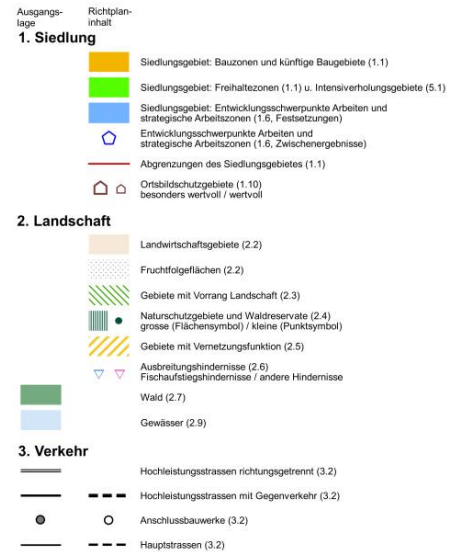 Ausgangs-
lage
Richtplan-
inhalt
1. Siedlung
Siedlungsgebiet: Bauzonen und künftige Baugebiete (1.1)
Siedlungsgebiet: Freihaltezonen (1.1) u. Intensiverholungsgebiete (5.1)
Siedlungsgebiet: Entwicklungsschwerpunkte Arbeiten und
strategische Arbeitszonen (1.6, Festsetzungen)
Entwicklungsschwerpunkte Arbeiten und
strategische Arbeitszonen (1.6, Zwischenergebnisse)
Abgrenzungen des Siedlungsgebietes (1.1)
Ortsbildschutzgebiete (1.10)
besonders wertvoll / wertvoll
2. Landschaft
Landwirtschaftsgebiete (2.2)
Fruchtfolgeflächen (2.2)
Gebiete mit Vorrang Landschaft (2.3)
Naturschutzgebiete und Waldreservate (2.4)
grosse (Flächensymbol) / kleine (Punktsymbol)
Gebiete mit Vernetzungsfunktion (2.5)
Ausbreitungshindernisse (2.6)
Fischaufstiegshindernisse / andere Hindernisse
Wald (2.7)
Gewässer (2.9)
3. Verkehr
Hochleistungsstrassen richtungsgetrennt (3.2)
Hochleistungsstrassen mit Gegenverkehr (3.2)
Anschlussbauwerke (3.2)
Hauptstrassen (3.2)